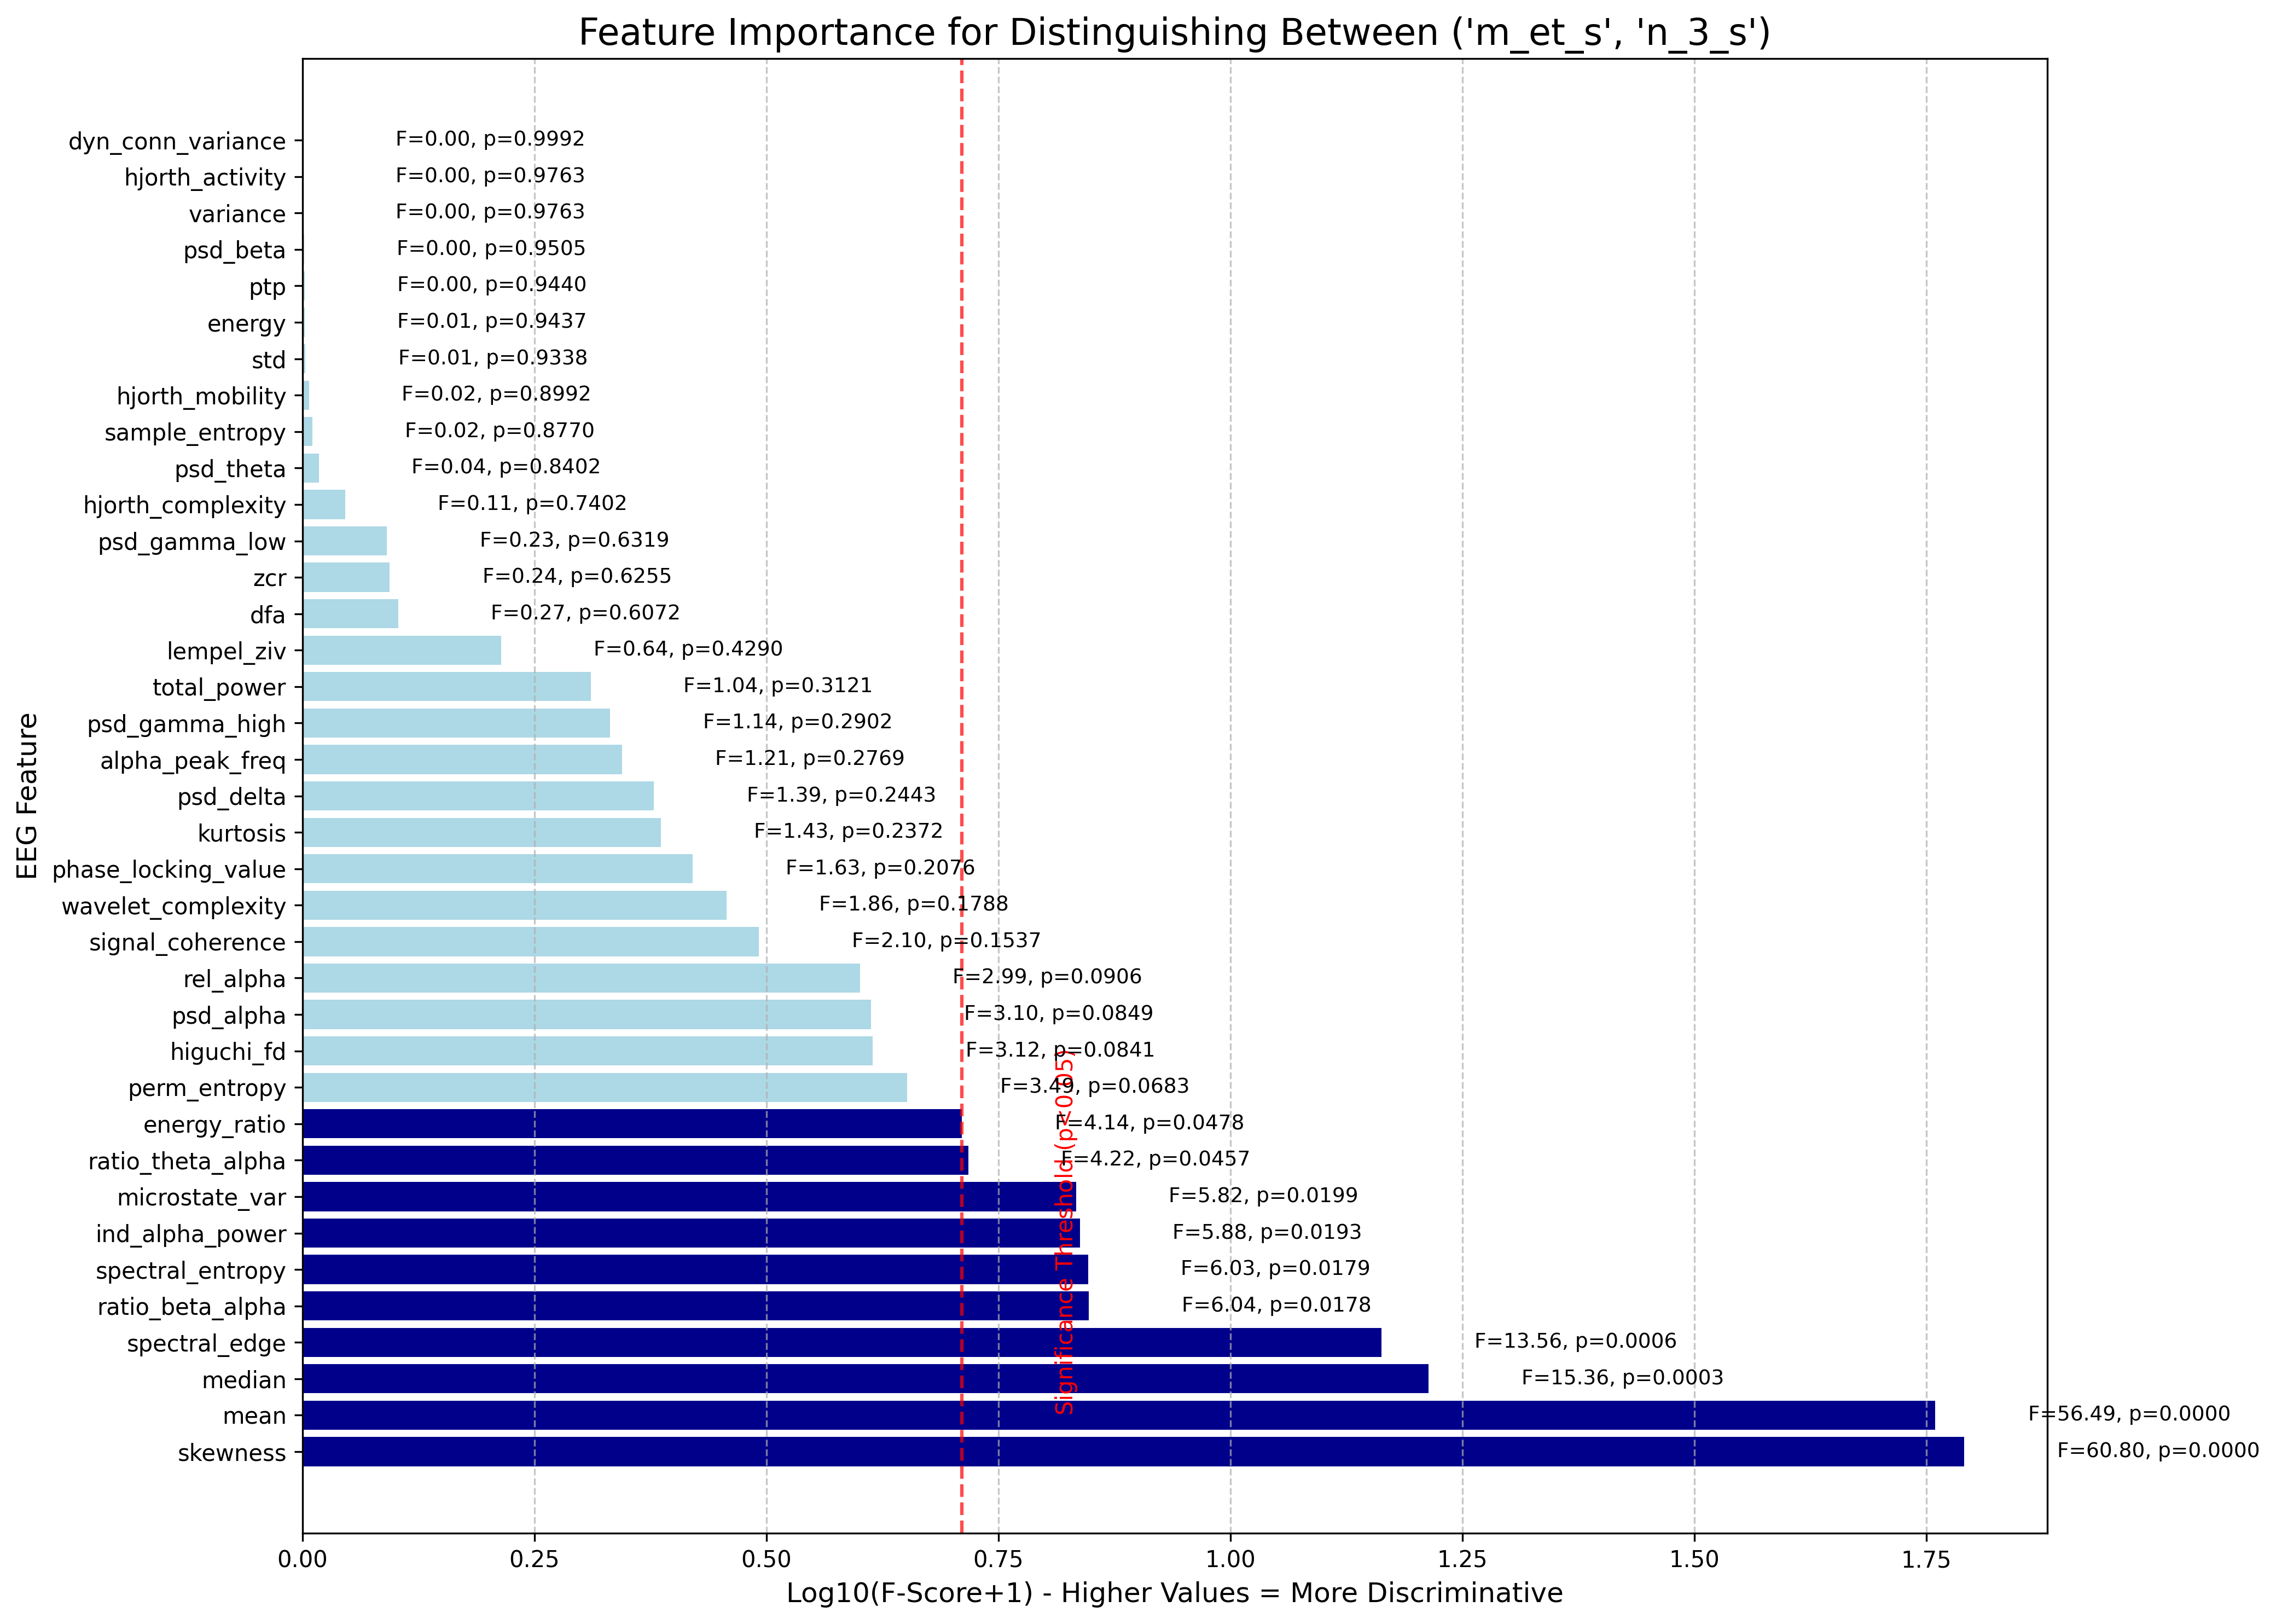 Feature Importance for Distinguishing Between ('m_et_s', 'n_3_s')
EEG Feature
dyn_conn_variance F=0.00, p=0.9992
hjorth_activity F=0.00, p=0.9763
variance F=0.00, p=0.9763
psd_beta F=0.00, p=0.9505
ptp F=0.00, p=0.9440
energy F=0.01, p=0.9437
std F=0.01, p=0.9338
hjorth_mobility F=0.02, p=0.8992
sample_entropy F=0.02, p=0.8770
psd_theta F=0.04, p=0.8402
hjorth_complexity F=0.11, p=0.7402
psd_gamma_low F=0.23, p=0.6319
zcr F=0.24, p=0.6255
dfa F=0.27, p=0.6072
lempel_ziv F=0.64, p=0.4290
total_power F=1.04, p=0.3121
psd_gamma_high F=1.14, p=0.2902
alpha_peak_freq F=1.21, p=0.2769
psd_delta F=1.39, p=0.2443
kurtosis F=1.43, p=0.2372
phase_locking_value F=1.63, p=0.2076
wavelet_complexity F=1.86, p=0.1788
signal_coherence F=2.10, p=0.1537
rel_alpha F=2.99, p=0.0906
psd_alpha F=3.10, p=0.0849
higuchi_fd F=3.12, p=0.0841
perm_entropy F=3.49, p=0.0683
energy_ratio F=4.14, p=0.0478
ratio_theta_alpha F=4.22, p=0.0457
microstate_var F=5.82, p=0.0199
ind_alpha_power F=5.88, p=0.0193
spectral_entropy F=6.03, p=0.0179
ratio_beta_alpha F=6.04, p=0.0178
spectral_edge F=13.56, p=0.0006
median F=15.36, p=0.0003
mean F=56.49, p=0.0000
skewness F=60.80, p=0.0000
Significance Threshold (p<0.05)
0.00 0.25 0.50 0.75 1.00 1.25 1.50 1.75
Log10(F-Score+1) - Higher Values = More Discriminative